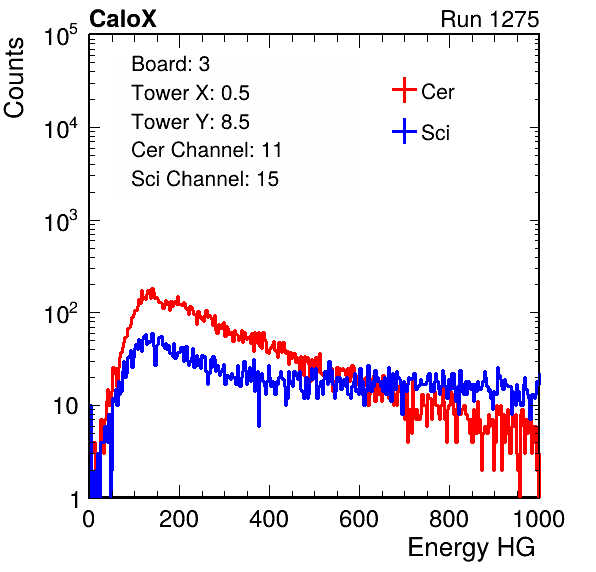 CaloX Run 1275
Counts
10^5
10^4
10^3
10^2
10
1
Board: 3
Tower X: 0.5
Tower Y: 8.5
Cer Channel: 11
Sci Channel: 15
Cer
Sci
0 200 400 600 800 1000
Energy HG